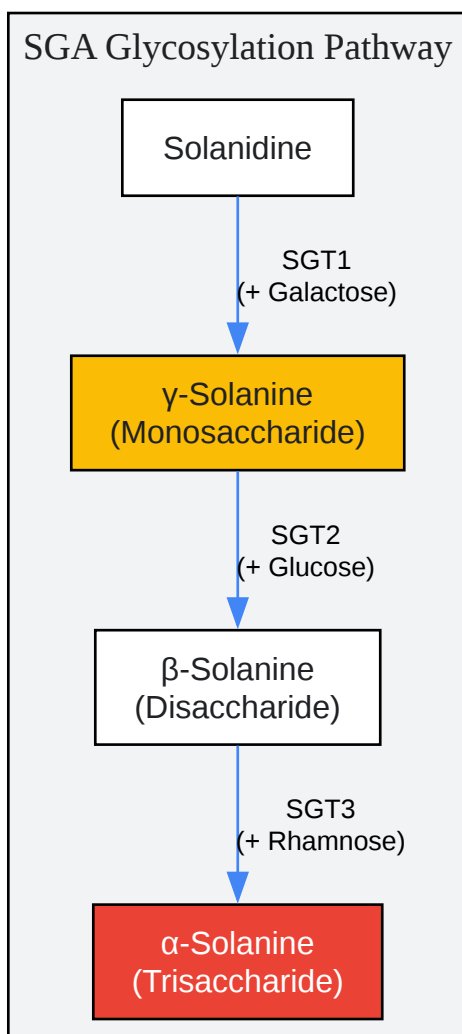 SGA Glycosylation Pathway
Solanidine
SGT1
(+ Galactose)
γ-Solanine
(Monosaccharide)
SGT2
(+ Glucose)
β-Solanine
(Disaccharide)
SGT3
(+ Rhamnose)
α-Solanine
(Trisaccharide)